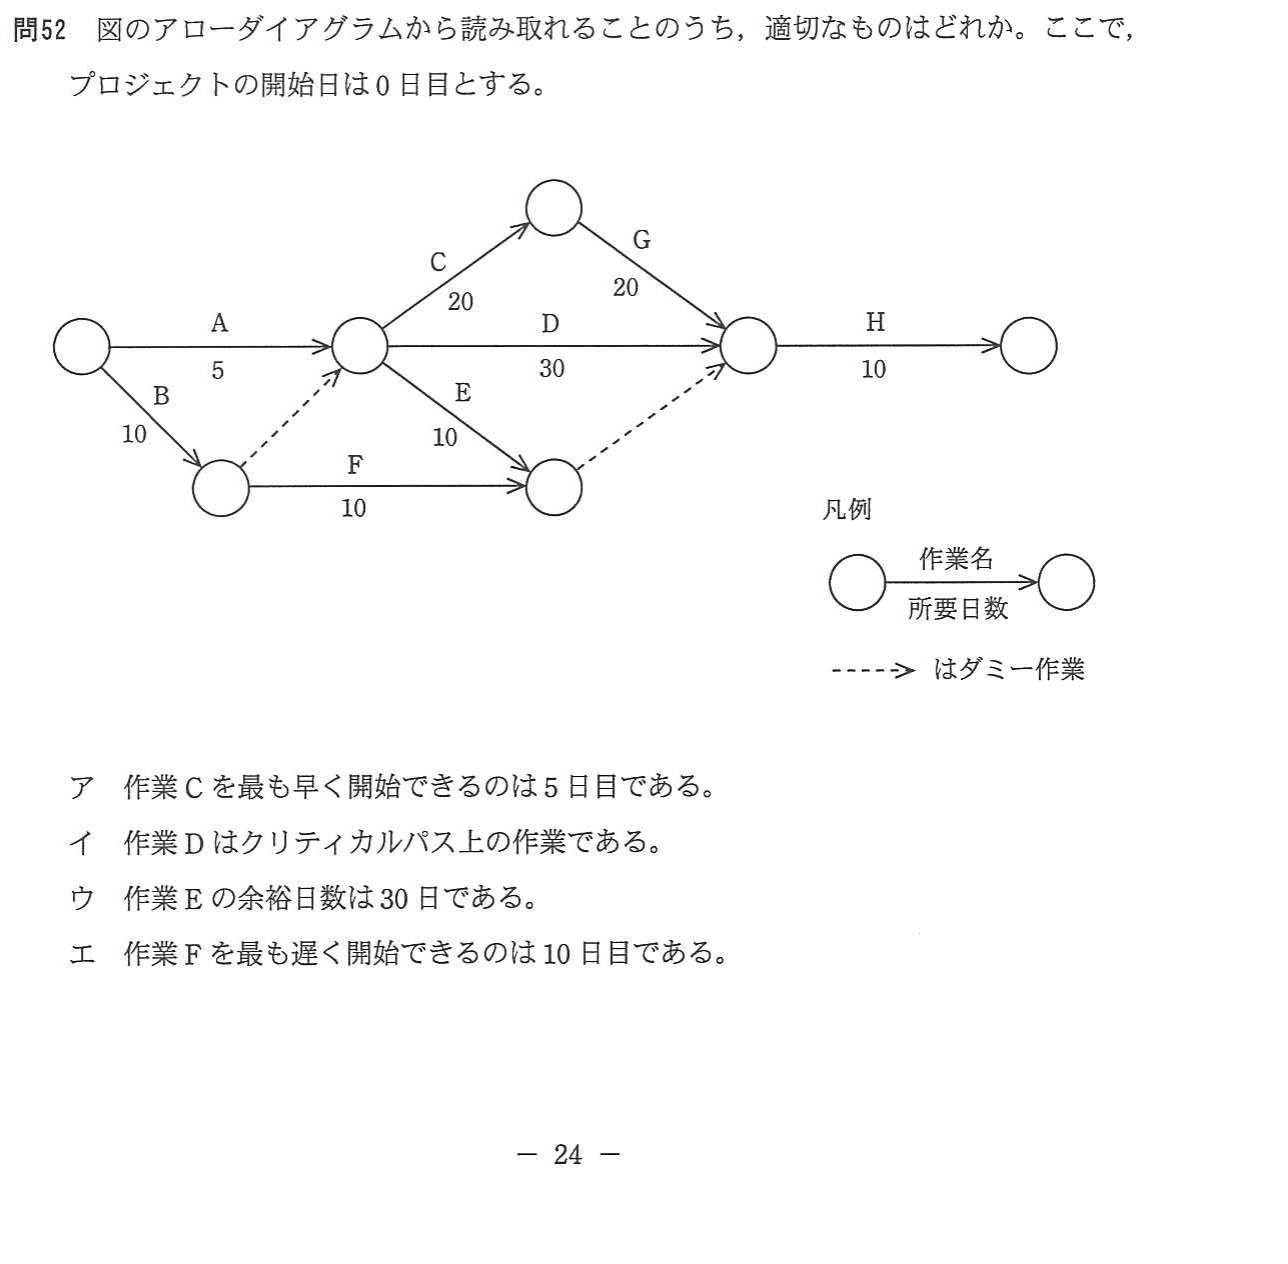 問52 図のアローダイアグラムから読み取れることのうち，適切なものはどれか。ここで，
プロジェクトの開始日は0日目とする。
C
20
G
20
A
5
D
30
H
10
B
10
E
10
F
10
凡例
作業名
所要日数
はダミー作業
ア 作業Cを最も早く開始できるのは5日目である。
イ 作業Dはクリティカルパス上の作業である。
ウ 作業Eの余裕日数は30日である。
エ 作業Fを最も遅く開始できるのは10日目である。
― 24 ―